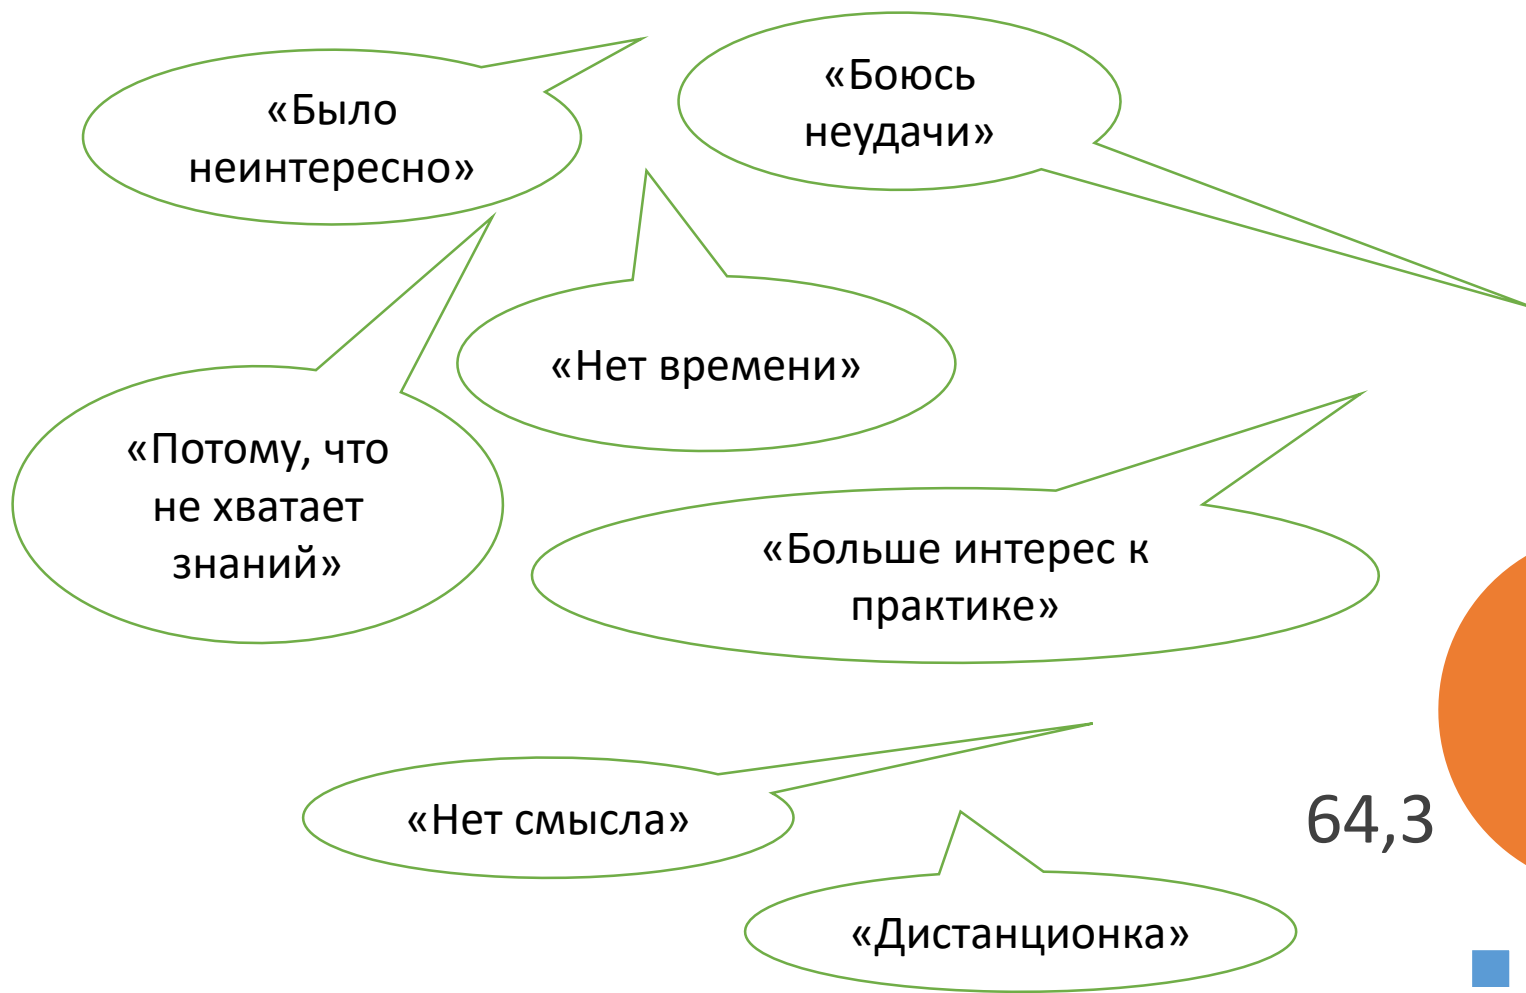 «Было
неинтересно»
«Боюсь
неудачи»
«Нет времени»
«Потому, что
не хватает
знаний»
«Больше интерес к
практике»
«Нет смысла»
64,3
«Дистанционка»